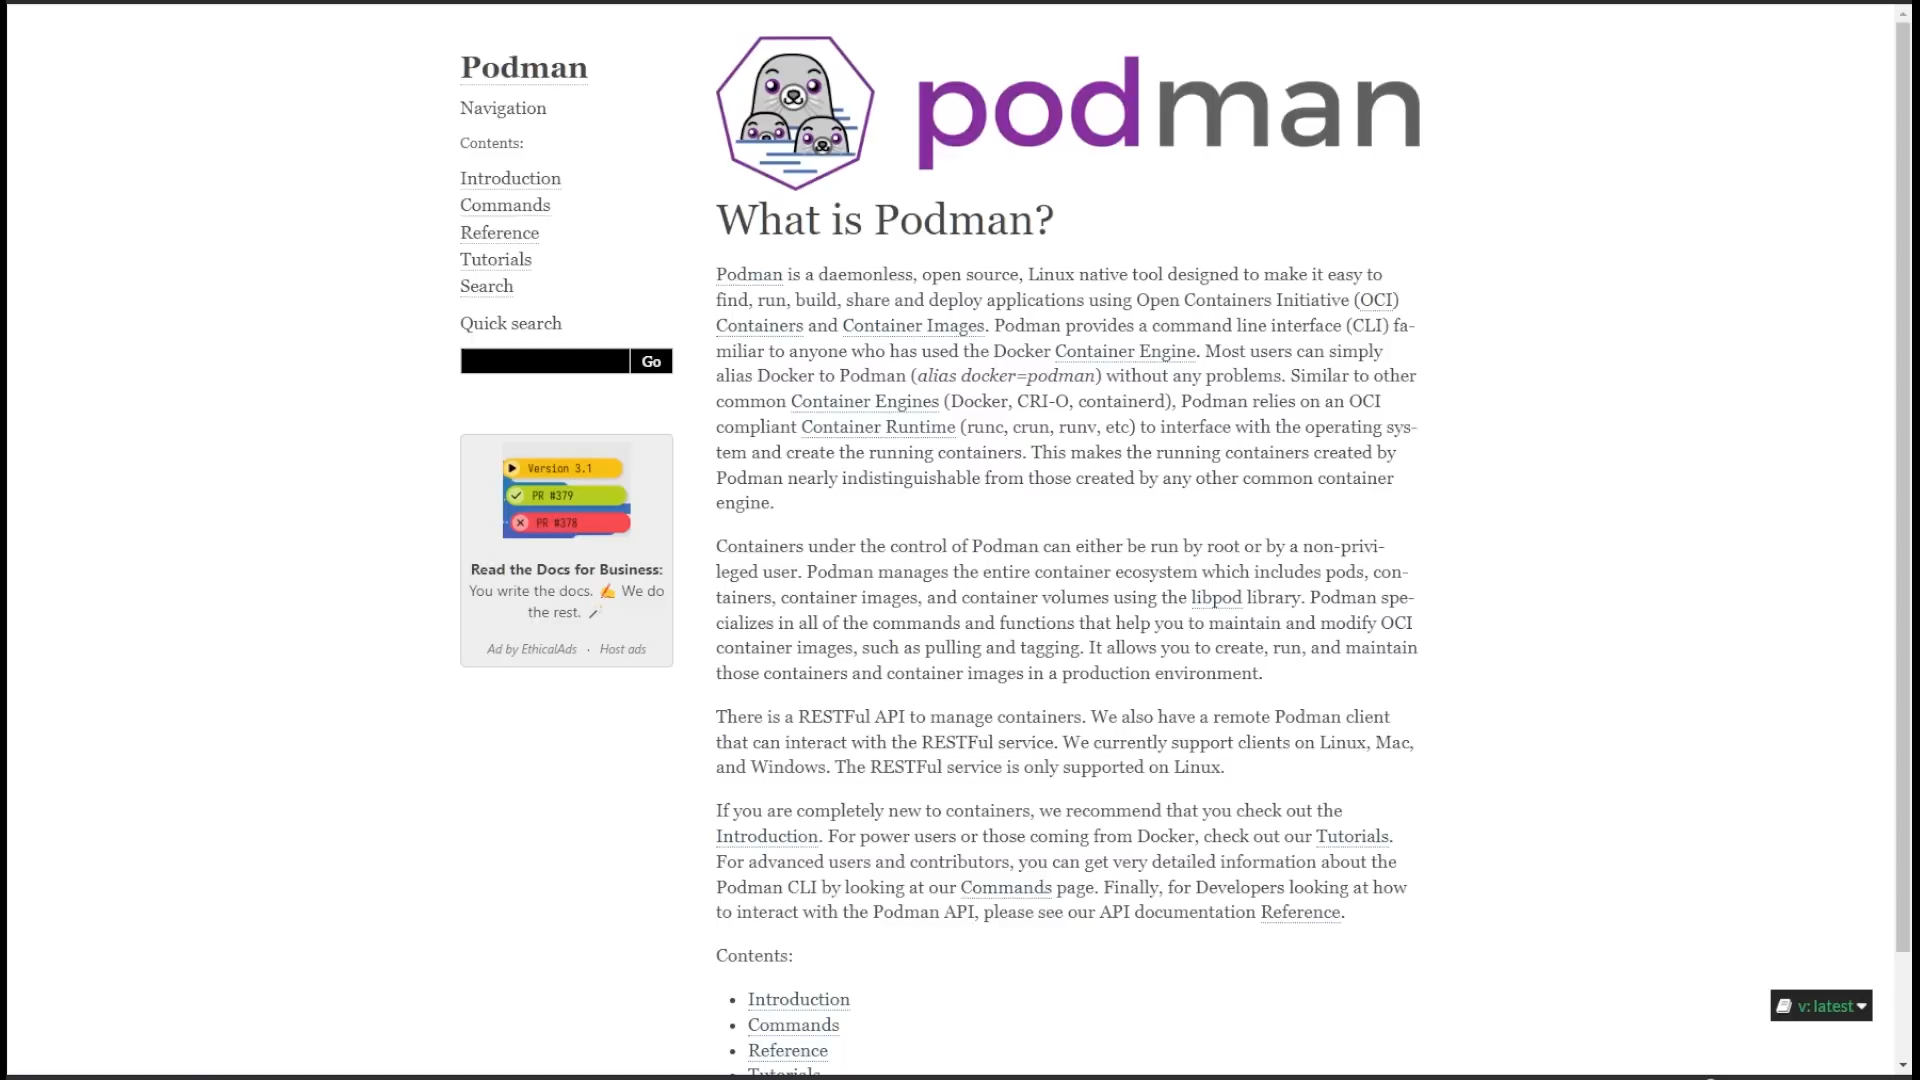 Podman
Navigation
Contents:
Introduction
Commands
Reference
Tutorials
Search
Quick search
Go
Version 3.1
PR #379
PR #378
Read the Docs for Business:
You write the docs. ✍️ We do
the rest. 🪄
Ad by EthicalAds · Host ads
podman
What is Podman?
Podman is a daemonless, open source, Linux native tool designed to make it easy to
find, run, build, share and deploy applications using Open Containers Initiative (OCI)
Containers and Container Images. Podman provides a command line interface (CLI) fa-
miliar to anyone who has used the Docker Container Engine. Most users can simply
alias Docker to Podman (alias docker=podman) without any problems. Similar to other
common Container Engines (Docker, CRI-O, containerd), Podman relies on an OCI
compliant Container Runtime (runc, crun, runv, etc) to interface with the operating sys-
tem and create the running containers. This makes the running containers created by
Podman nearly indistinguishable from those created by any other common container
engine.
Containers under the control of Podman can either be run by root or by a non-privi-
leged user. Podman manages the entire container ecosystem which includes pods, con-
tainers, container images, and container volumes using the libpod library. Podman spe-
cializes in all of the commands and functions that help you to maintain and modify OCI
container images, such as pulling and tagging. It allows you to create, run, and maintain
those containers and container images in a production environment.
There is a RESTFul API to manage containers. We also have a remote Podman client
that can interact with the RESTFul service. We currently support clients on Linux, Mac,
and Windows. The RESTFul service is only supported on Linux.
If you are completely new to containers, we recommend that you check out the
Introduction. For power users or those coming from Docker, check out our Tutorials.
For advanced users and contributors, you can get very detailed information about the
Podman CLI by looking at our Commands page. Finally, for Developers looking at how
to interact with the Podman API, please see our API documentation Reference.
Contents:
• Introduction
• Commands
• Reference
• Tutorials
v: latest